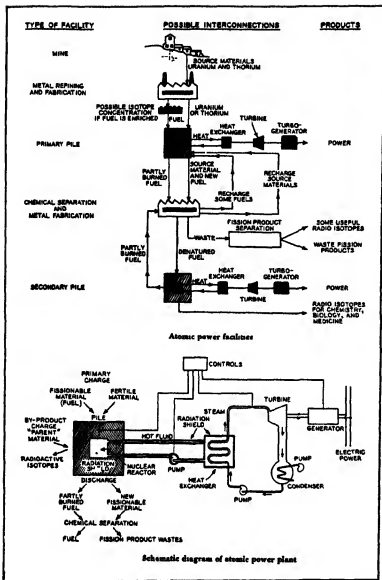 TYPE OF FACILITY POSSIBLE INTERCONNECTIONS PRODUCTS
MINE
SOURCE MATERIALS
URANIUM AND THORIUM
METAL REFINING
AND FABRICATION
POSSIBLE ISOTOPE
CONCENTRATION
IF FUEL IS ENRICHED
FUEL
URANIUM
OR THORIUM
HEAT
EXCHANGER
TURBINE
TURBO-
GENERATOR
PRIMARY PILE
HEAT
POWER
PARTLY
BURNED
FUEL
SOURCE
MATERIAL
AND NEW
FUEL
RECHARGE
SOURCE
MATERIALS
RECHARGE
SOME FUELS
CHEMICAL SEPARATION
AND
METAL FABRICATION
WASTE
FISSION PRODUCT
SEPARATION
SOME USEFUL
RADIO ISOTOPES
WASTE FISSION
PRODUCTS
PARTLY
BURNED FUEL
DENATURED
FUEL
SECONDARY PILE
HEAT
HEAT
EXCHANGER
TURBINE
TURBO-
GENERATOR
POWER
RADIO ISOTOPES
FOR CHEMISTRY,
BIOLOGY, AND
MEDICINE
Atomic power facilities
CONTROLS
PRIMARY
CHARGE
FISSIONABLE
MATERIAL
(FUEL)
FERTILE
MATERIAL
PILE
BY-PRODUCT
CHARGE
"PARENT"
MATERIAL
RADIOACTIVE
ISOTOPES
RADIATION
SHIELD
NUCLEAR
REACTOR
HOT FLUID
PUMP
RADIATION
SHIELD
STEAM
HEAT
EXCHANGER
PUMP
TURBINE
GENERATOR
ELECTRIC
POWER
PUMP
CONDENSER
DISCHARGE
PARTLY
BURNED
FUEL
NEW
FISSIONABLE
MATERIAL
CHEMICAL SEPARATION
FUEL
FISSION PRODUCT WASTES
Schematic diagram of atomic power plant